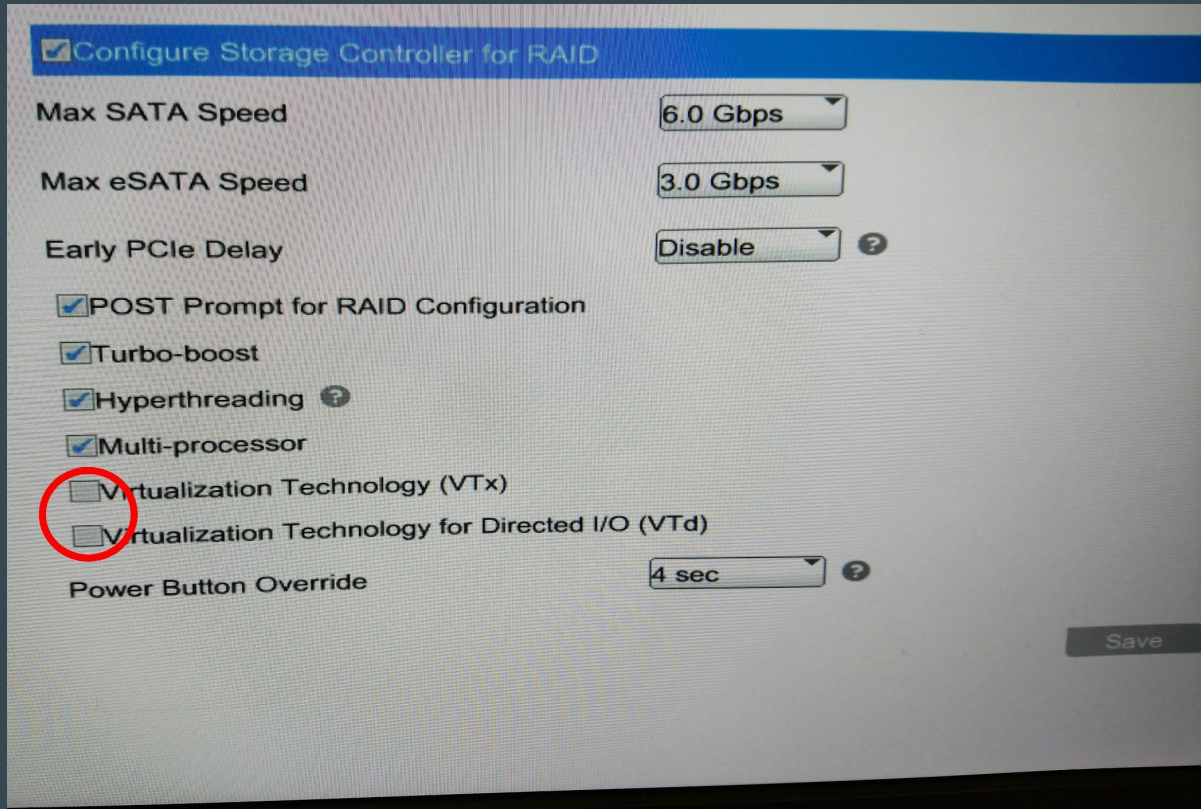 Configure Storage Controller for RAID
Max SATA Speed 6.0 Gbps
Max eSATA Speed 3.0 Gbps
Early PCIe Delay Disable ?
POST Prompt for RAID Configuration
Turbo-boost
Hyperthreading ?
Multi-processor
Virtualization Technology (VTx)
Virtualization Technology for Directed I/O (VTd)
Power Button Override 4 sec ?
Save